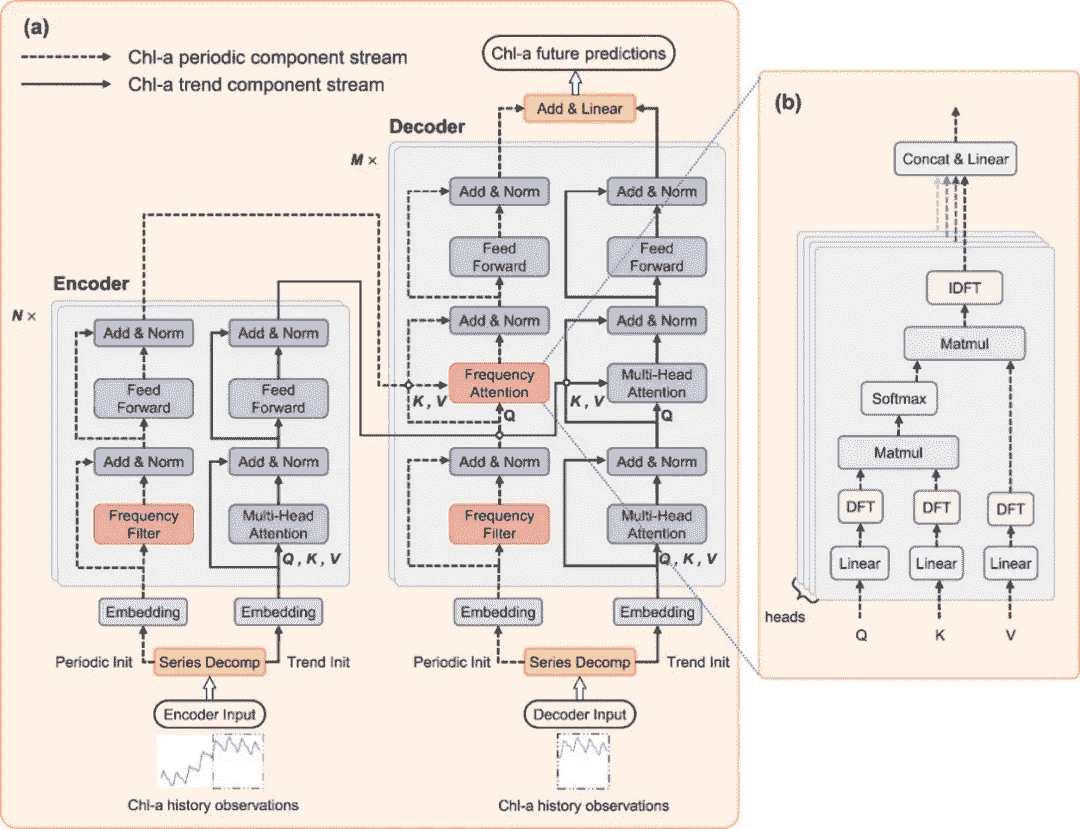 (a)
Chl-a periodic component stream
Chl-a trend component stream
Chl-a future predictions
Add & Linear
Decoder
M ×
Add & Norm
Add & Norm
Feed
Forward
Feed
Forward
Add & Norm
Add & Norm
Frequency
Attention
Multi-Head
Attention
K , V
Q
K, V
Q
Add & Norm
Add & Norm
Frequency
Filter
Multi-Head
Attention
Q , K , V
Embedding
Embedding
Periodic Init
Series Decomp
Trend Init
Decoder Input
Chl-a history observations
Encoder
N ×
Add & Norm
Add & Norm
Feed
Forward
Feed
Forward
Add & Norm
Add & Norm
Frequency
Filter
Multi-Head
Attention
Q , K , V
Embedding
Embedding
Periodic Init
Series Decomp
Trend Init
Encoder Input
Chl-a history observations
(b)
Concat & Linear
IDFT
Matmul
Softmax
Matmul
DFT
DFT
DFT
Linear
Linear
Linear
heads
Q
K
V